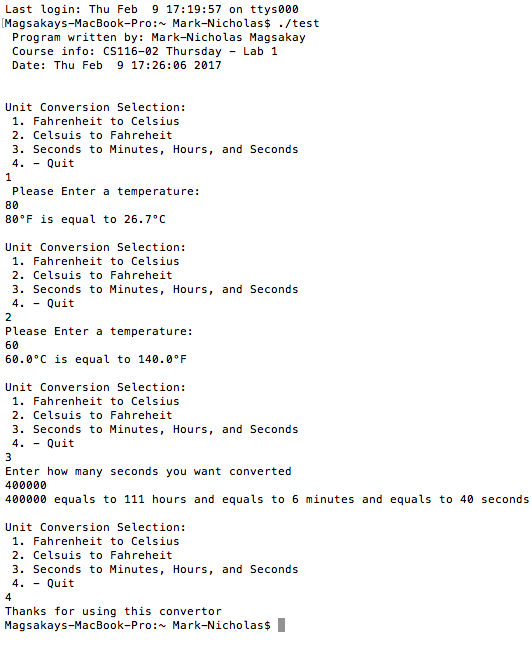 Last login: Thu Feb  9 17:19:57 on ttys000
[Magsakays-MacBook-Pro:~ Mark-Nicholas$ ./test
 Program written by: Mark-Nicholas Magsakay
 Course info: CS116-02 Thursday - Lab 1
 Date: Thu Feb  9 17:26:06 2017
Unit Conversion Selection:
 1. Fahrenheit to Celsius
 2. Celsuis to Fahreheit
 3. Seconds to Minutes, Hours, and Seconds
 4. - Quit
1
 Please Enter a temperature:
80
80°F is equal to 26.7°C
Unit Conversion Selection:
 1. Fahrenheit to Celsius
 2. Celsuis to Fahreheit
 3. Seconds to Minutes, Hours, and Seconds
 4. - Quit
2
Please Enter a temperature:
60
60.0°C is equal to 140.0°F
Unit Conversion Selection:
 1. Fahrenheit to Celsius
 2. Celsuis to Fahreheit
 3. Seconds to Minutes, Hours, and Seconds
 4. - Quit
3
Enter how many seconds you want converted
400000
400000 equals to 111 hours and equals to 6 minutes and equals to 40 seconds
Unit Conversion Selection:
 1. Fahrenheit to Celsius
 2. Celsuis to Fahreheit
 3. Seconds to Minutes, Hours, and Seconds
 4. - Quit
4
Thanks for using this convertor
Magsakays-MacBook-Pro:~ Mark-Nicholas$